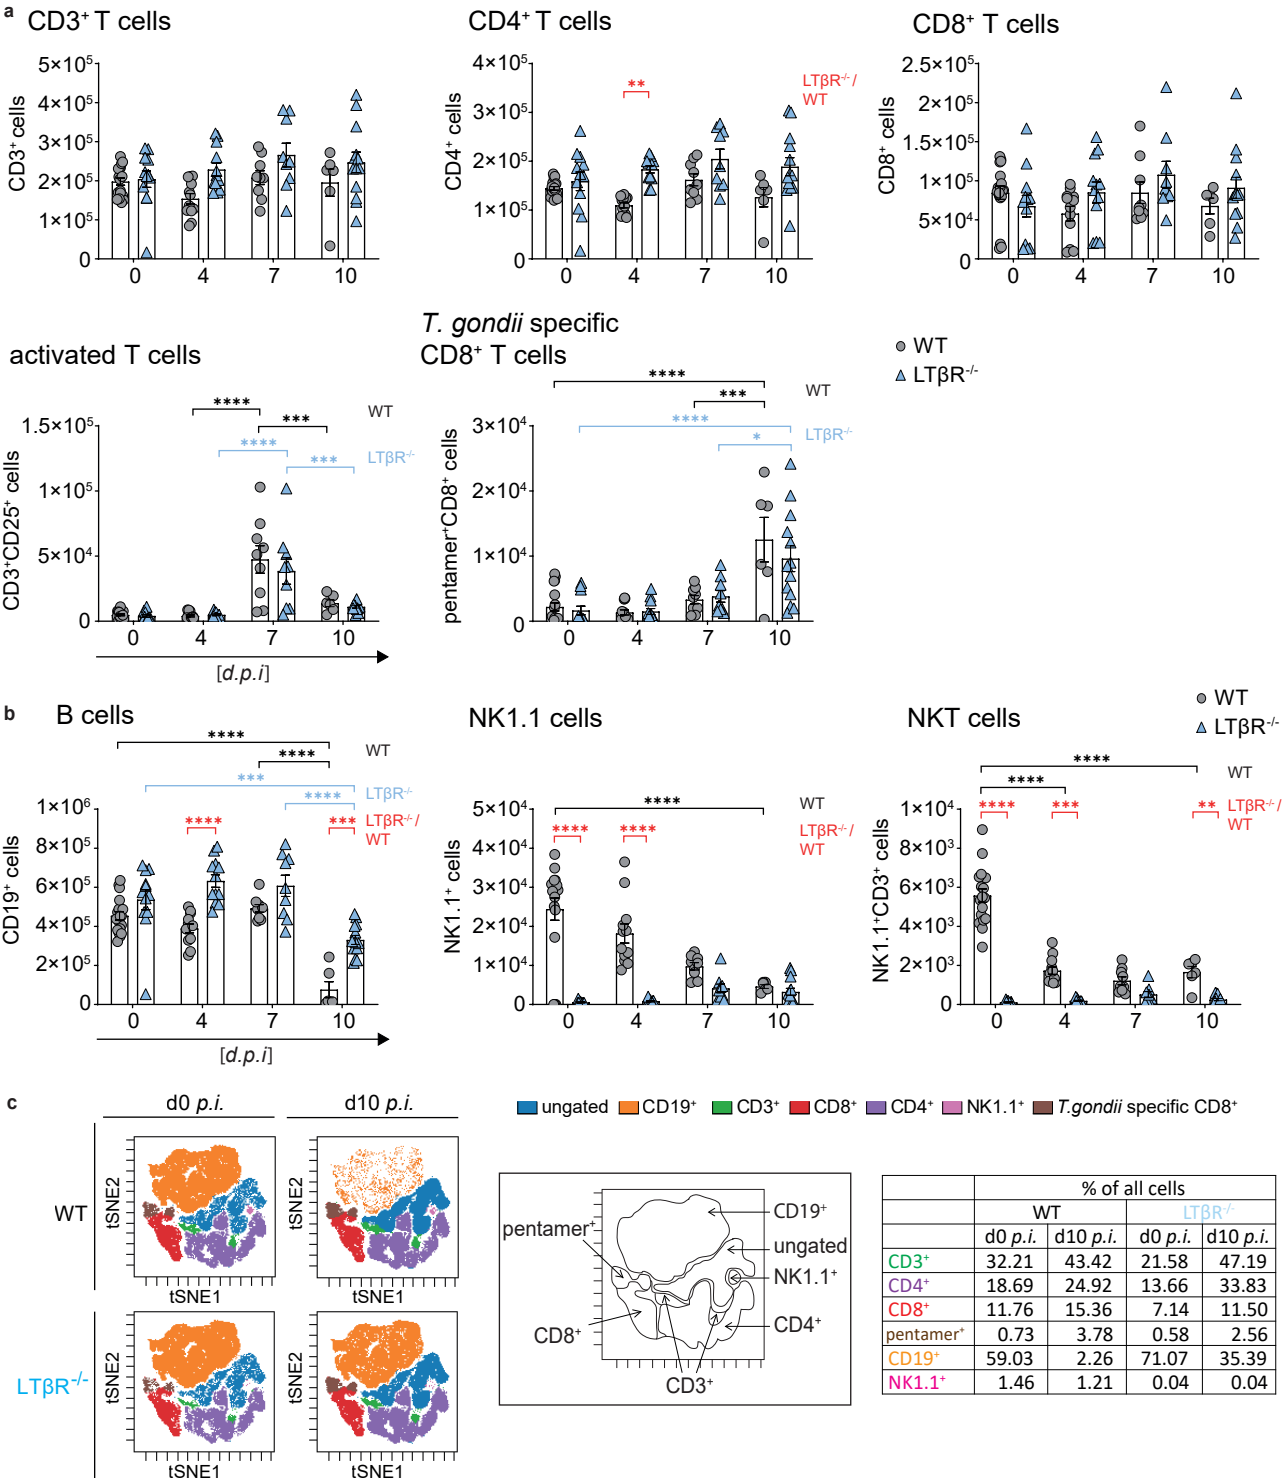 a
CD3⁺ T cells
CD4⁺ T cells
CD8⁺ T cells
CD3⁺ cells
5×10⁵
4×10⁵
3×10⁵
2×10⁵
1×10⁵
0
0 4 7 10
CD4⁺ cells
4×10⁵
3×10⁵
2×10⁵
1×10⁵
0
**
LTβR⁻/⁻/
WT
0 4 7 10
CD8⁺ cells
2.5×10⁵
1×10⁵
1.5×10⁵
1×10⁵
5×10⁴
0
0 4 7 10
activated T cells
T. gondii specific
CD8⁺ T cells
WT
LTβR⁻/⁻
CD3⁺CD25⁺ cells
1.5×10⁵
1×10⁵
5×10⁴
0
****
***
WT
****
***
LTβR⁻/⁻
0 4 7 10
[d.p.i]
pentamer⁺CD8⁺ cells
3×10⁴
2×10⁴
1×10⁴
0
****
***
WT
****
*
LTβR⁻/⁻
0 4 7 10
b
B cells
NK1.1 cells
NKT cells
WT
LTβR⁻/⁻
CD19⁺ cells
1×10⁶
8×10⁵
6×10⁵
4×10⁵
2×10⁵
0
****
****
WT
***
****
LTβR⁻/⁻
****
***
LTβR⁻/⁻/
WT
0 4 7 10
[d.p.i]
NK1.1⁺ cells
5×10⁴
4×10⁴
3×10⁴
2×10⁴
1×10⁴
0
****
WT
****
****
LTβR⁻/⁻/
WT
0 4 7 10
NK1.1⁺CD3⁺ cells
1×10⁴
8×10³
6×10³
4×10³
2×10³
0
****
****
WT
****
***
**
LTβR⁻/⁻/
WT
0 4 7 10
c
d0 p.i.
d10 p.i.
ungated CD19⁺ CD3⁺ CD8⁺ CD4⁺ NK1.1⁺ T.gondii specific CD8⁺
WT
tSNE2
tSNE1
tSNE2
tSNE1
LTβR⁻/⁻
tSNE2
tSNE1
tSNE2
tSNE1
pentamer⁺
CD19⁺
ungated
NK1.1⁺
CD8⁺
CD4⁺
CD3⁺
% of all cells
WT LTβR⁻/⁻
d0 p.i. d10 p.i. d0 p.i. d10 p.i.
CD3⁺ 32.21 43.42 21.58 47.19
CD4⁺ 18.69 24.92 13.66 33.83
CD8⁺ 11.76 15.36 7.14 11.50
pentamer⁺ 0.73 3.78 0.58 2.56
CD19⁺ 59.03 2.26 71.07 35.39
NK1.1⁺ 1.46 1.21 0.04 0.04